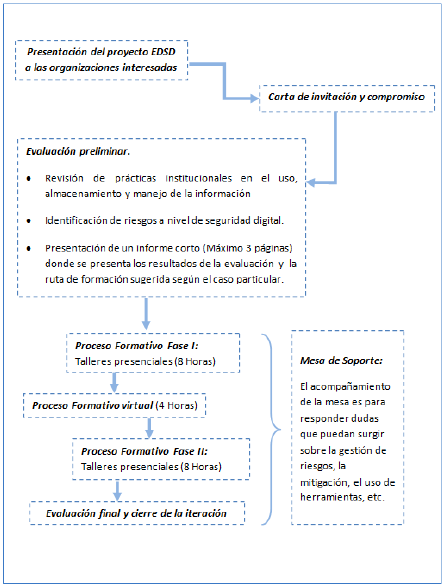 Presentación del proyecto EDSD
a las organizaciones interesadas
Carta de invitación y compromiso
Evaluación preliminar.
• Revisión de prácticas institucionales en el uso,
almacenamiento y manejo de la información
• Identificación de riesgos a nivel de seguridad digital.
• Presentación de un informe corto (Máximo 3 páginas)
donde se presenta los resultados de la evaluación y la
ruta de formación sugerida según el caso particular.
Proceso Formativo Fase I:
Talleres presenciales (8 Horas)
Proceso Formativo virtual (4 Horas)
Proceso Formativo Fase II:
Talleres presenciales (8 Horas)
Evaluación final y cierre de la iteración
Mesa de Soporte:
El acompañamiento
de la mesa es para
responder dudas
que puedan surgir
sobre la gestión de
riesgos, la
mitigación, el uso de
herramientas, etc.